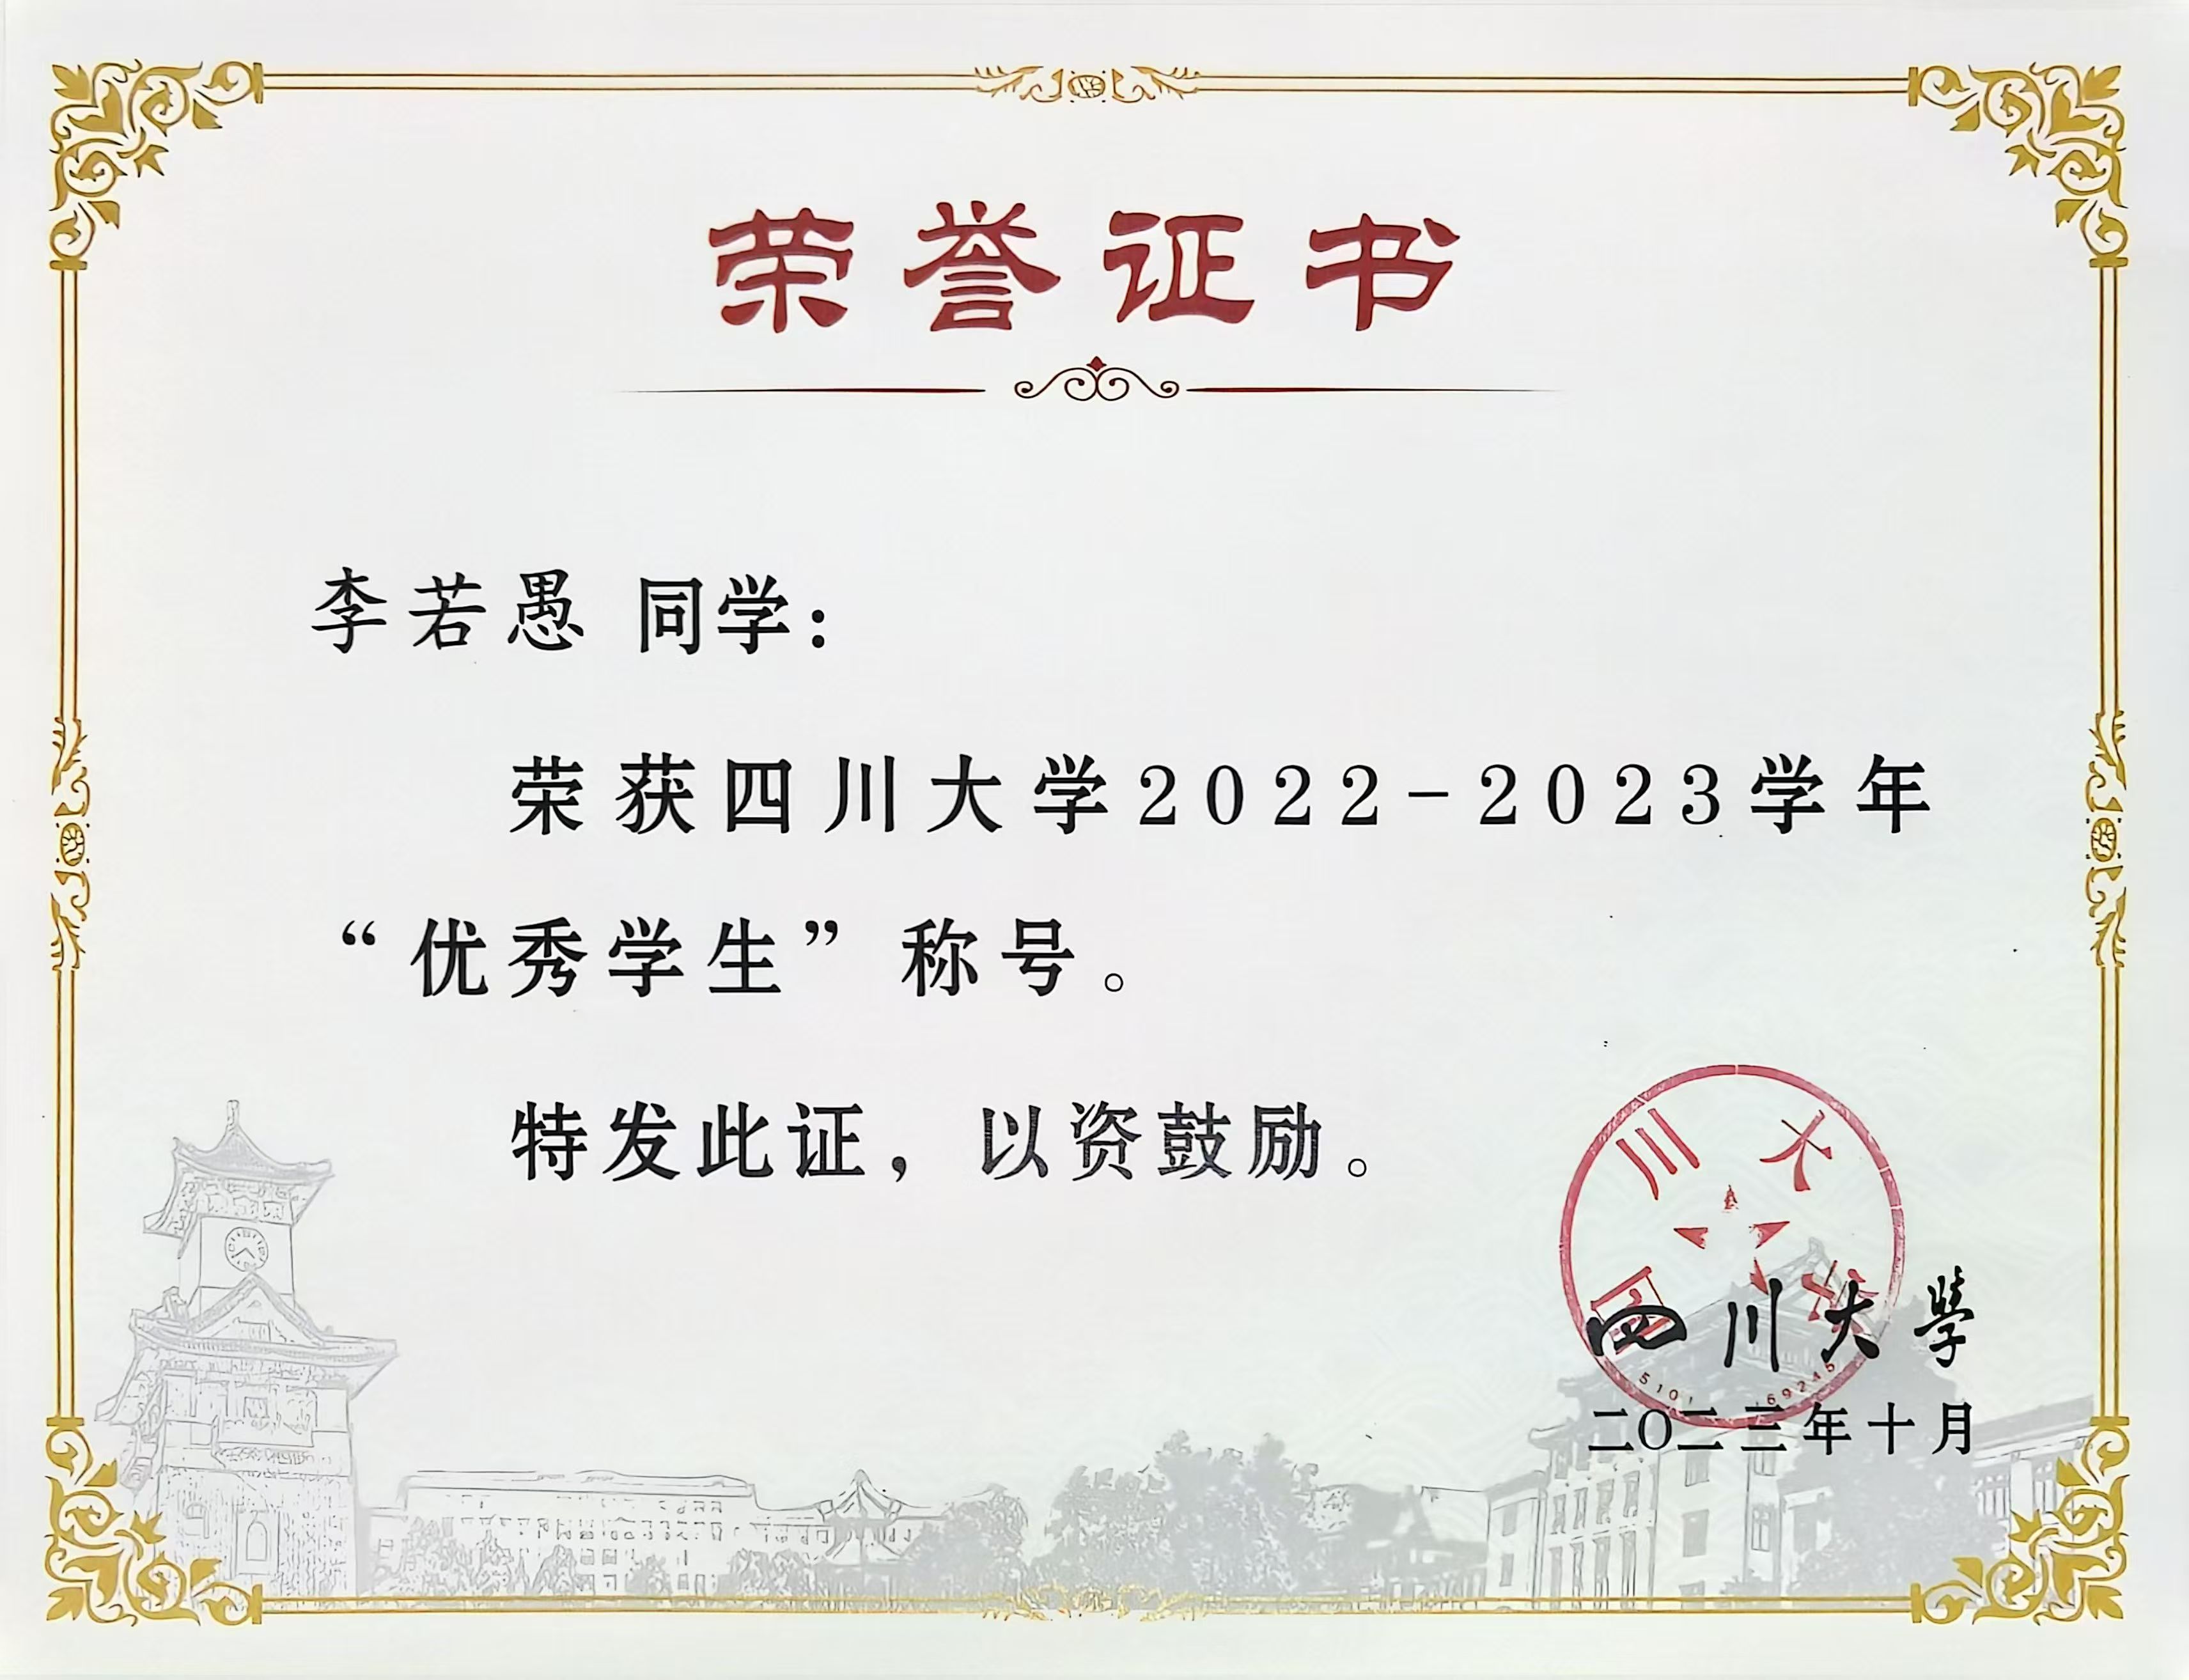 荣誉证书
李若愚 同学：
荣获四川大学2022-2023学年
“优秀学生”称号。
特发此证，以资鼓励。
四川大学
四川大學
二〇二三年十月